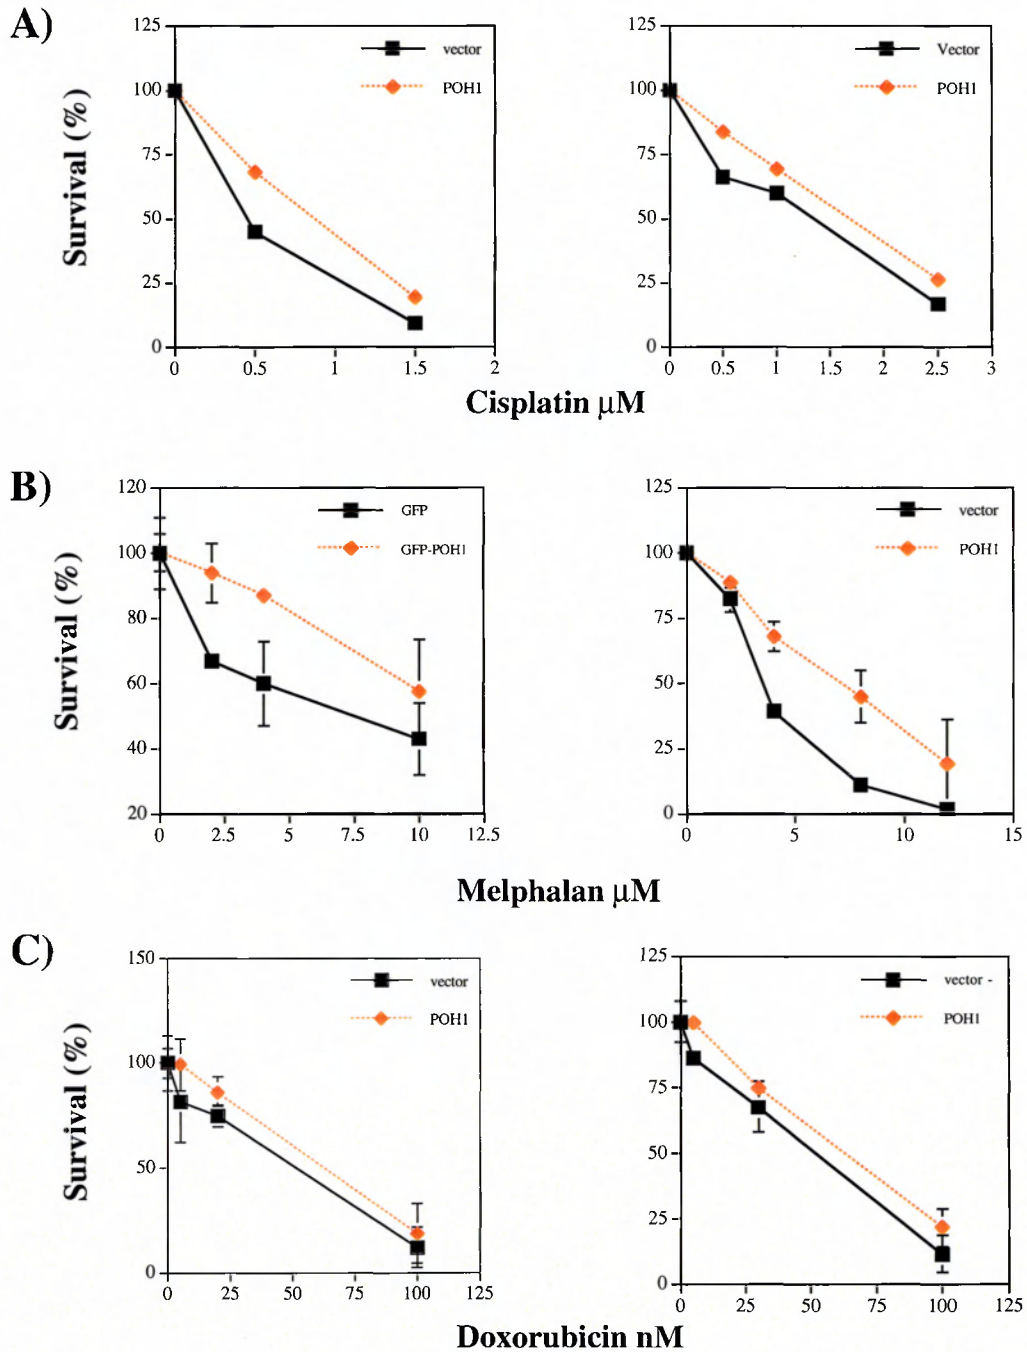 A)
125
100
75
50
25
0
Survival (%)
vector
POH1
0 0.5 1 1.5 2
125
100
75
50
25
0
Vector
POH1
0 0.5 1 1.5 2 2.5 3
Cisplatin μM
B)
120
100
80
60
40
20
Survival (%)
GFP
GFP-POH1
0 2.5 5 7.5 10 12.5
125
100
75
50
25
0
vector
POH1
0 5 10 15
Melphalan μM
C)
150
100
50
0
Survival (%)
vector
POH1
0 25 50 75 100 125
125
100
75
50
25
0
vector -
POH1
0 25 50 75 100 125
Doxorubicin nM